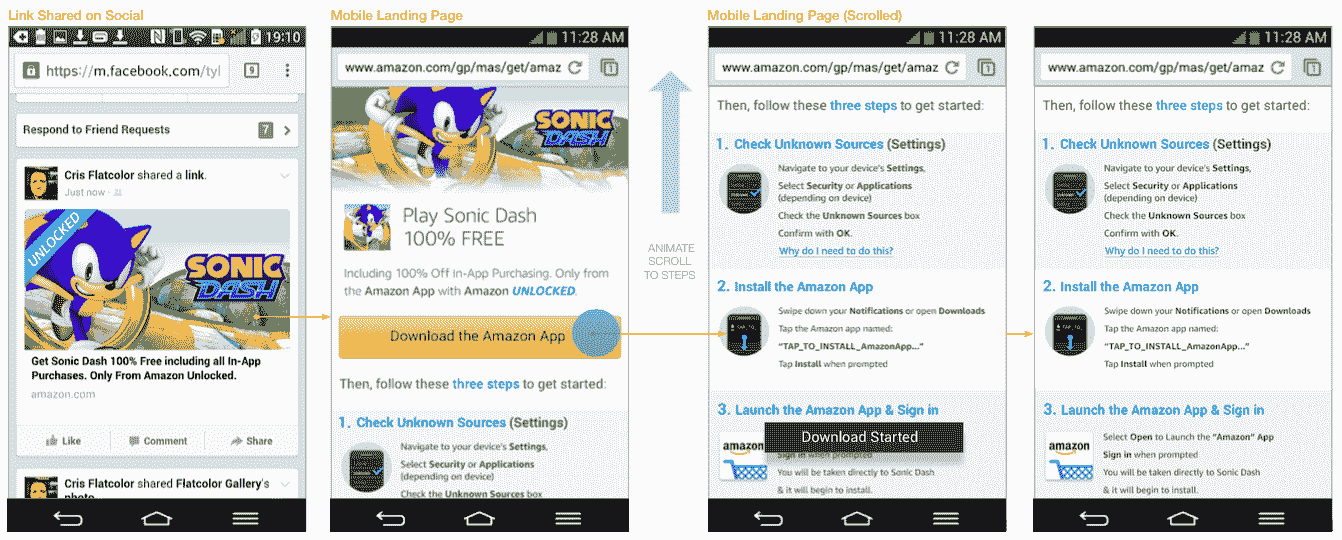 Link Shared on Social
19:10
https://m.facebook.com/tyl
9
Respond to Friend Requests
7
Cris Flatcolor shared a link.
Just now
UNLOCKED
SONIC
DASH
Get Sonic Dash 100% Free including all In-App
Purchases. Only From Amazon Unlocked.
amazon.com
Like
Comment
Share
Cris Flatcolor shared Flatcolor Gallery's
photo.
Mobile Landing Page
11:28 AM
www.amazon.com/gp/mas/get/amaz
1
SONIC
DASH
Play Sonic Dash
100% FREE
Including 100% Off In-App Purchasing. Only from
the Amazon App with Amazon UNLOCKED.
Download the Amazon App
Then, follow these three steps to get started:
1. Check Unknown Sources (Settings)
Navigate to your device's Settings,
Select Security or Applications
(depending on device)
Check the Unknown Sources box
ANIMATE
SCROLL
TO STEPS
Mobile Landing Page (Scrolled)
11:28 AM
www.amazon.com/gp/mas/get/amaz
1
Then, follow these three steps to get started:
1. Check Unknown Sources (Settings)
Navigate to your device's Settings,
Select Security or Applications
(depending on device)
Check the Unknown Sources box
Confirm with OK.
Why do I need to do this?
2. Install the Amazon App
Swipe down your Notifications or open Downloads
Tap the Amazon app named:
"TAP_TO_INSTALL_AmazonApp..."
Tap Install when prompted
3. Launch the Amazon App & Sign in
amazon
Download Started
Sign in when prompted
You will be taken directly to Sonic Dash
& it will begin to install.
11:28 AM
www.amazon.com/gp/mas/get/amaz
1
Then, follow these three steps to get started:
1. Check Unknown Sources (Settings)
Navigate to your device's Settings,
Select Security or Applications
(depending on device)
Check the Unknown Sources box
Confirm with OK.
Why do I need to do this?
2. Install the Amazon App
Swipe down your Notifications or open Downloads
Tap the Amazon app named:
"TAP_TO_INSTALL_AmazonApp..."
Tap Install when prompted
3. Launch the Amazon App & Sign in
amazon
Select Open to Launch the "Amazon" App
Sign in when prompted
You will be taken directly to Sonic Dash
& it will begin to install.